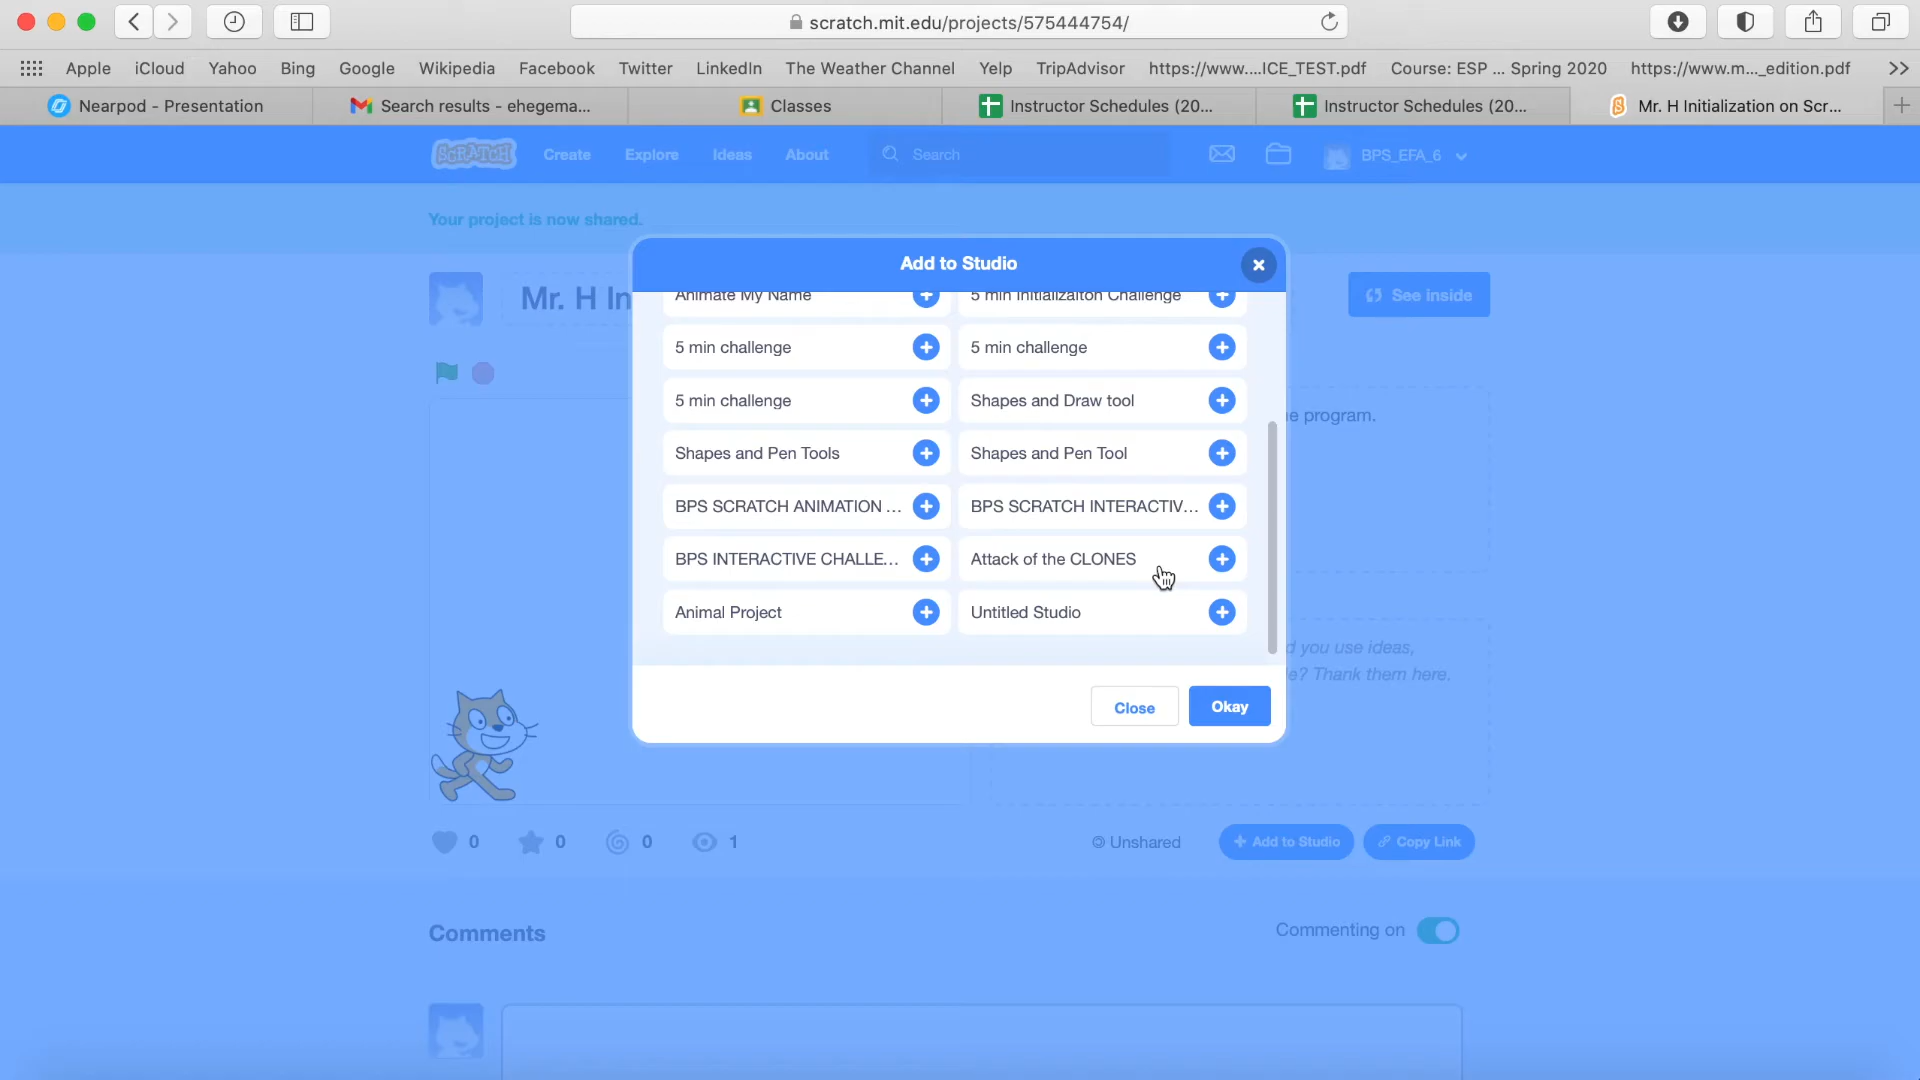 scratch.mit.edu/projects/575444754/
Apple iCloud Yahoo Bing Google Wikipedia Facebook Twitter LinkedIn The Weather Channel Yelp TripAdvisor https://www....ICE_TEST.pdf Course: ESP ... Spring 2020 https://www.m..._edition.pdf
Nearpod - Presentation Search results - ehegema... Classes Instructor Schedules (20... Instructor Schedules (20... Mr. H Initialization on Scr...
SCRATCH Create Explore Ideas About Search BPS_EFA_6
Your project is now shared.
Add to Studio
Mr. H In
See inside
Animate My Name 5 min Initializaiton Challenge
5 min challenge 5 min challenge
5 min challenge Shapes and Draw tool
e program.
Shapes and Pen Tools Shapes and Pen Tool
BPS SCRATCH ANIMATION ... BPS SCRATCH INTERACTIV...
BPS INTERACTIVE CHALLE... Attack of the CLONES
Animal Project Untitled Studio
d you use ideas,
e? Thank them here.
Close Okay
0 0 0 1 Unshared Add to Studio Copy Link
Comments Commenting on